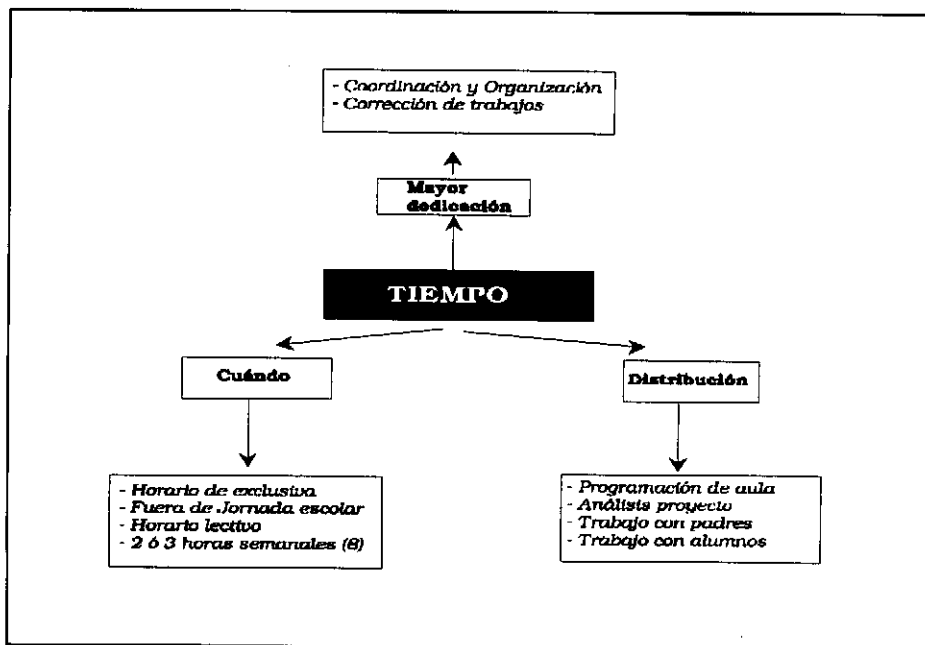 - Coordinación y Organización
- Corrección de trabajos
Mayor
dedicación
TIEMPO
Cuándo
Distribución
- Horario de exclusiva
- Fuera de Jornada escolar
- Horario lectivo
- 2 ó 3 horas semanales (8)
- Programación de aula
- Análisis proyecto
- Trabajo con padres
- Trabajo con alumnos